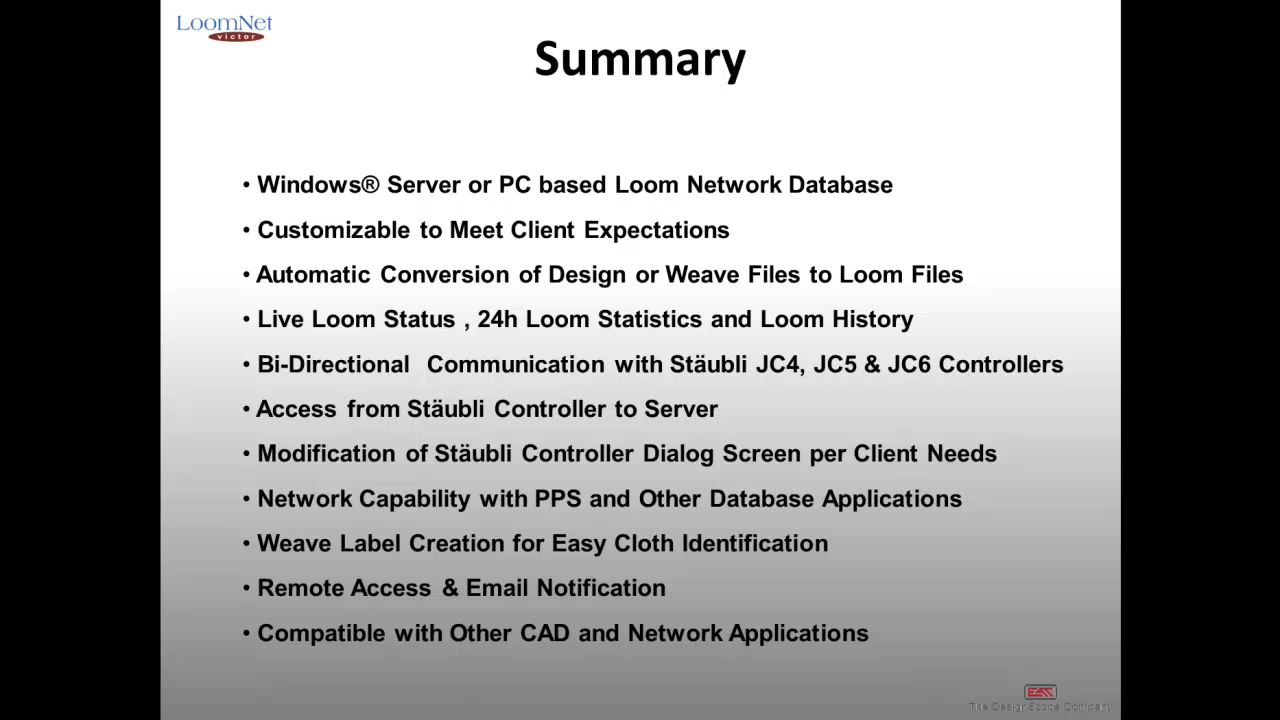 LoomNet
victor
Summary
• Windows® Server or PC based Loom Network Database
• Customizable to Meet Client Expectations
• Automatic Conversion of Design or Weave Files to Loom Files
• Live Loom Status , 24h Loom Statistics and Loom History
• Bi-Directional Communication with Stäubli JC4, JC5 & JC6 Controllers
• Access from Stäubli Controller to Server
• Modification of Stäubli Controller Dialog Screen per Client Needs
• Network Capability with PPS and Other Database Applications
• Weave Label Creation for Easy Cloth Identification
• Remote Access & Email Notification
• Compatible with Other CAD and Network Applications
The Design Scope Company